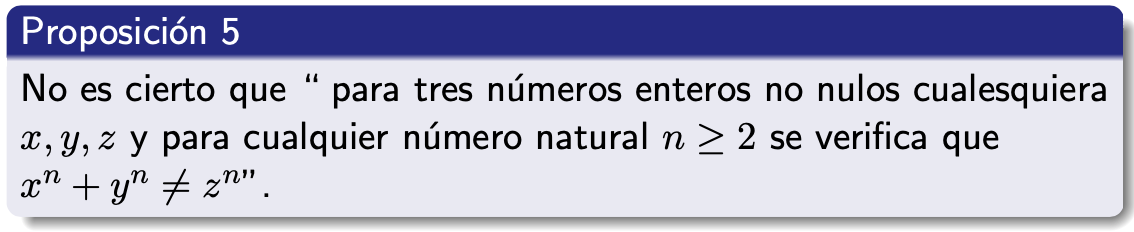 Proposición 5
No es cierto que “ para tres números enteros no nulos cualesquiera
x, y, z y para cualquier número natural n ≥ 2 se verifica que
xⁿ + yⁿ ≠ zⁿ”.